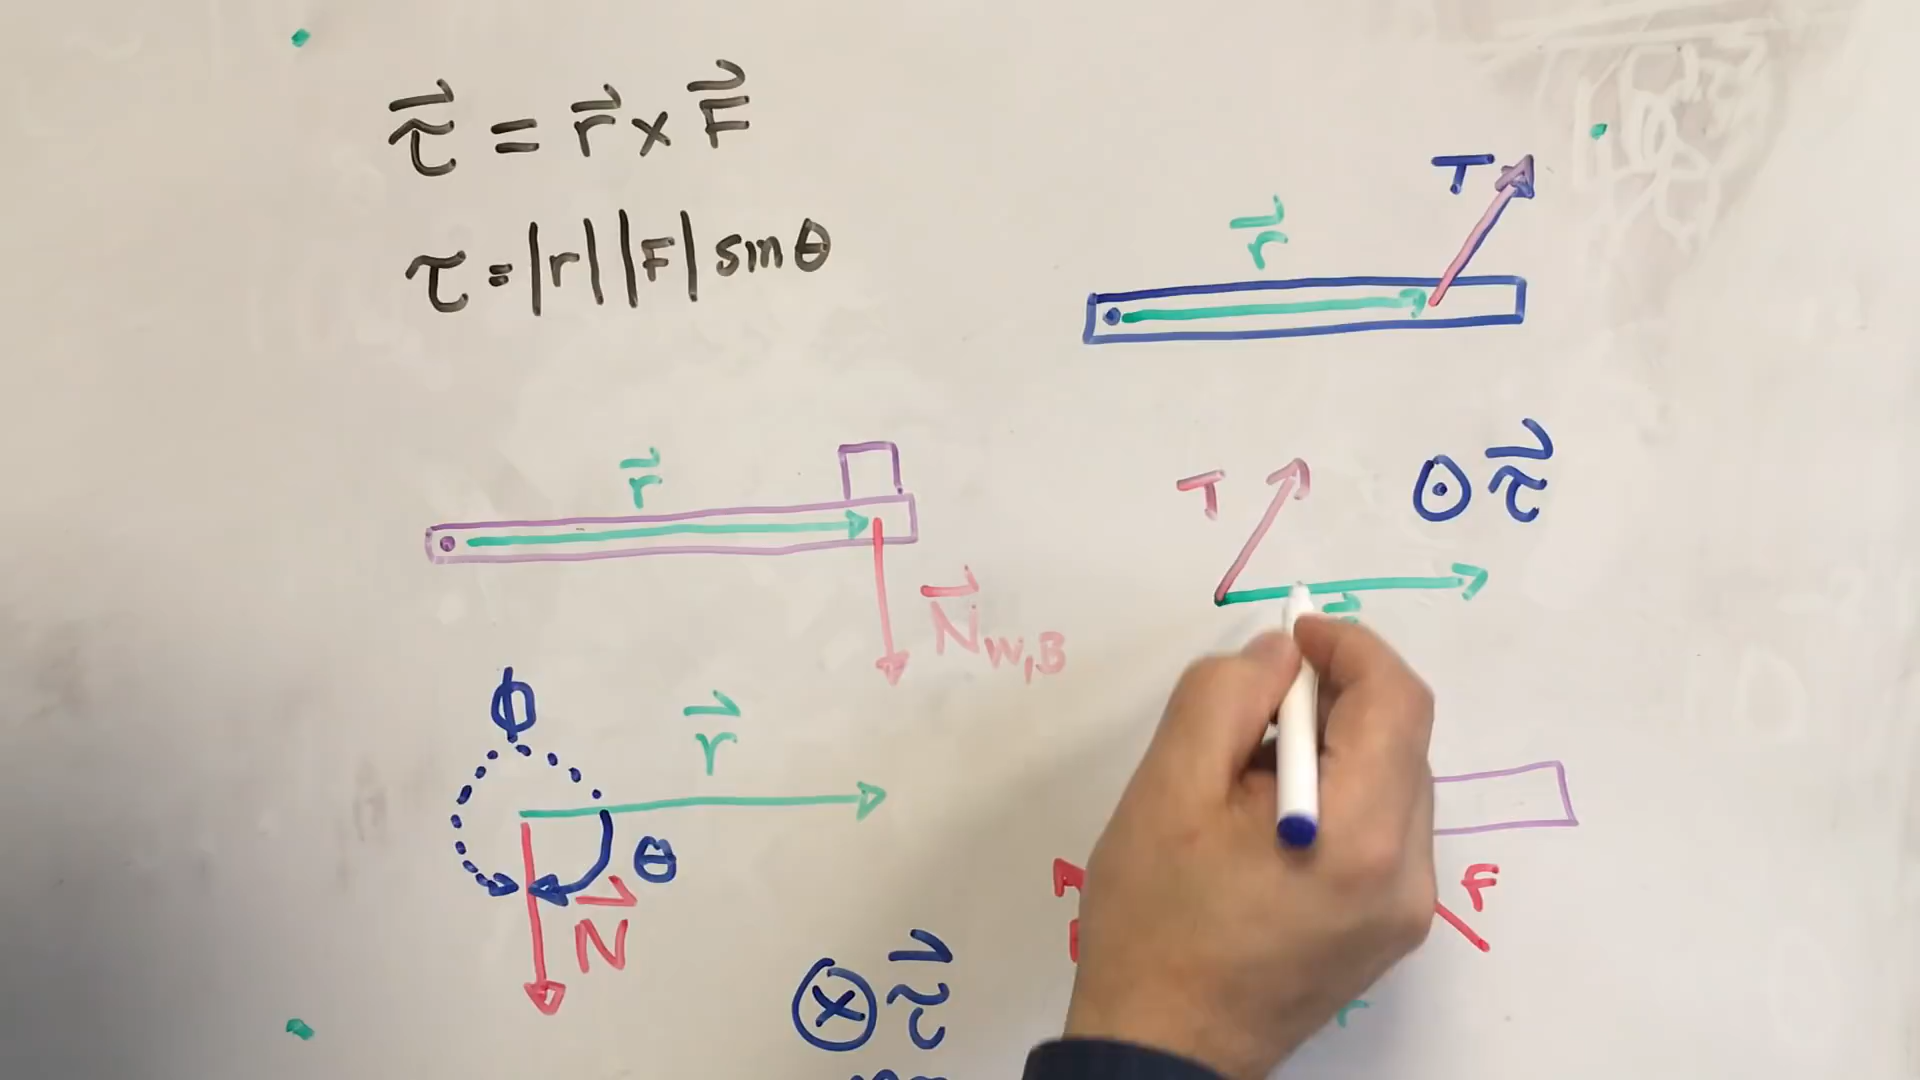 τ⃗ = r⃗ × F⃗
τ = |r| |F| sin θ
T
r⃗
r⃗
N⃗ W,B
T
⊙ τ⃗
ϕ
r⃗
θ
N⃗
F
⊗ τ⃗